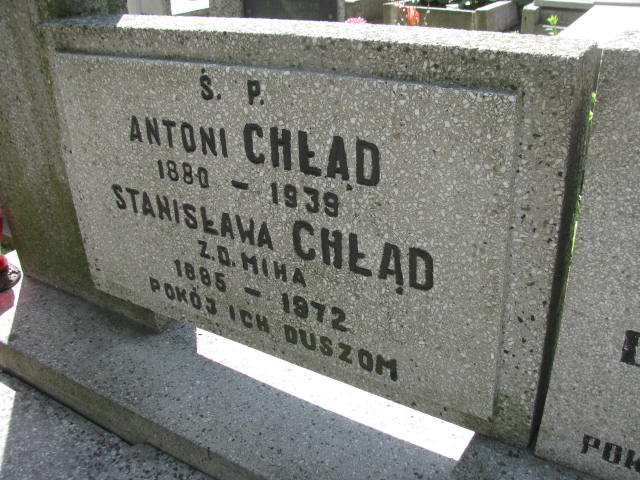 Ś. P.
ANTONI CHŁĄD
1880 – 1939
STANISŁAWA CHŁĄD
Z.D. MIHA
1885 – 1972
POKÓJ ICH DUSZOM